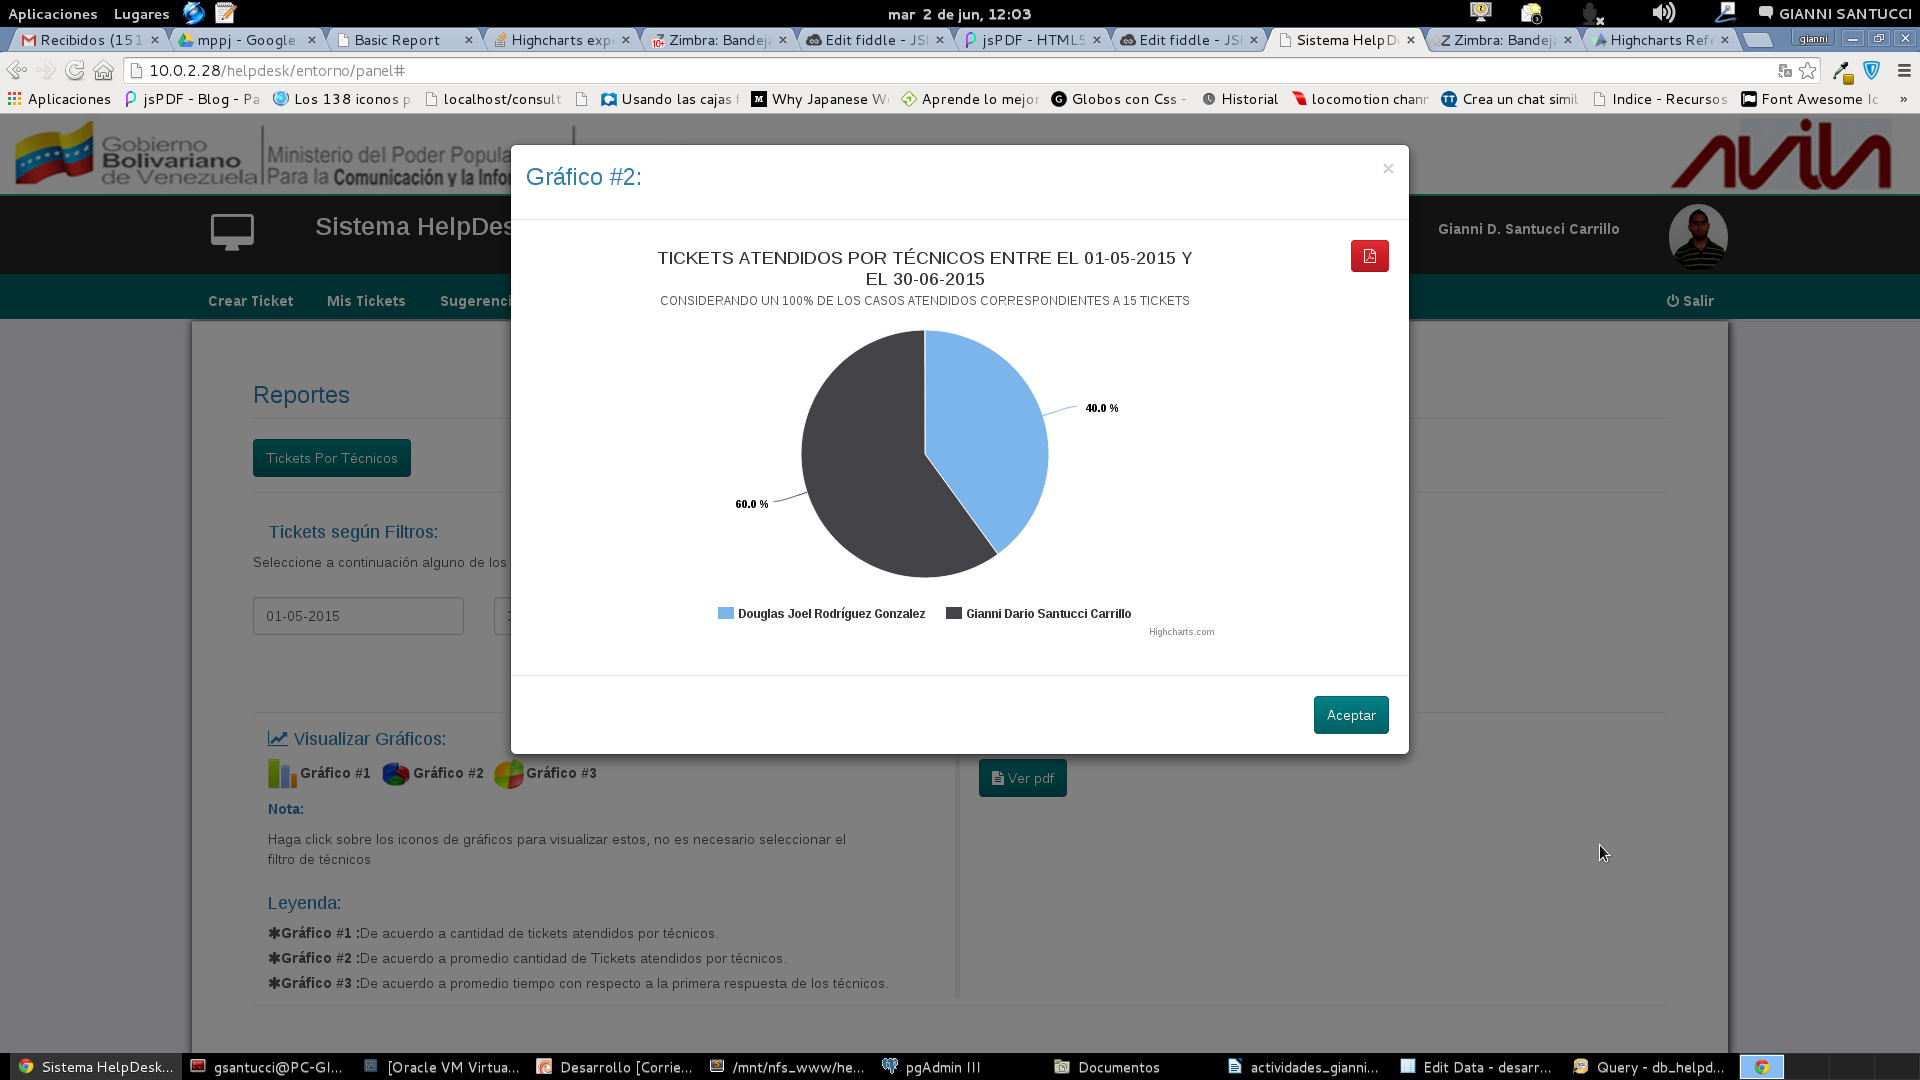 Aplicaciones Lugares mar 2 de jun, 12:03 GIANNI SANTUCCI
Recibidos (151 mppj - Google Basic Report Highcharts exp Zimbra: Bandeja Edit fiddle - JS jsPDF - HTML5 Edit fiddle - JS Sistema HelpD Zimbra: Bandeja Highcharts Ref gianni
10.0.2.28/helpdesk/entorno/panel#
Aplicaciones jsPDF - Blog - Pa Los 138 iconos p localhost/consult Usando las cajas Why Japanese W Aprende lo mejor Globos con Css - Historial locomotion chann Crea un chat simil Indice - Recursos Font Awesome Ic »
Gobierno
Bolivariano
de Venezuela
Ministerio del Poder Popula
Para la Comunicación y la Infor
avila
Gráfico #2: ×
Sistema HelpDes
Gianni D. Santucci Carrillo
Crear Ticket Mis Tickets Sugerenci Salir
TICKETS ATENDIDOS POR TÉCNICOS ENTRE EL 01-05-2015 Y
EL 30-06-2015
CONSIDERANDO UN 100% DE LOS CASOS ATENDIDOS CORRESPONDIENTES A 15 TICKETS
40.0 %
60.0 %
Douglas Joel Rodríguez Gonzalez Gianni Dario Santucci Carrillo
Highcharts.com
Aceptar
Reportes
Tickets Por Técnicos
Tickets según Filtros:
Seleccione a continuación alguno de los
01-05-2015
Visualizar Gráficos:
Gráfico #1 Gráfico #2 Gráfico #3
Ver pdf
Nota:
Haga click sobre los iconos de gráficos para visualizar estos, no es necesario seleccionar el
filtro de técnicos
Leyenda:
✱Gráfico #1 :De acuerdo a cantidad de tickets atendidos por técnicos.
✱Gráfico #2 :De acuerdo a promedio cantidad de Tickets atendidos por técnicos.
✱Gráfico #3 :De acuerdo a promedio tiempo con respecto a la primera respuesta de los técnicos.
Sistema HelpDesk... gsantucci@PC-GI... [Oracle VM Virtua... Desarrollo [Corrie... /mnt/nfs_www/he... pgAdmin III Documentos actividades_gianni... Edit Data - desarr... Query - db_helpd...